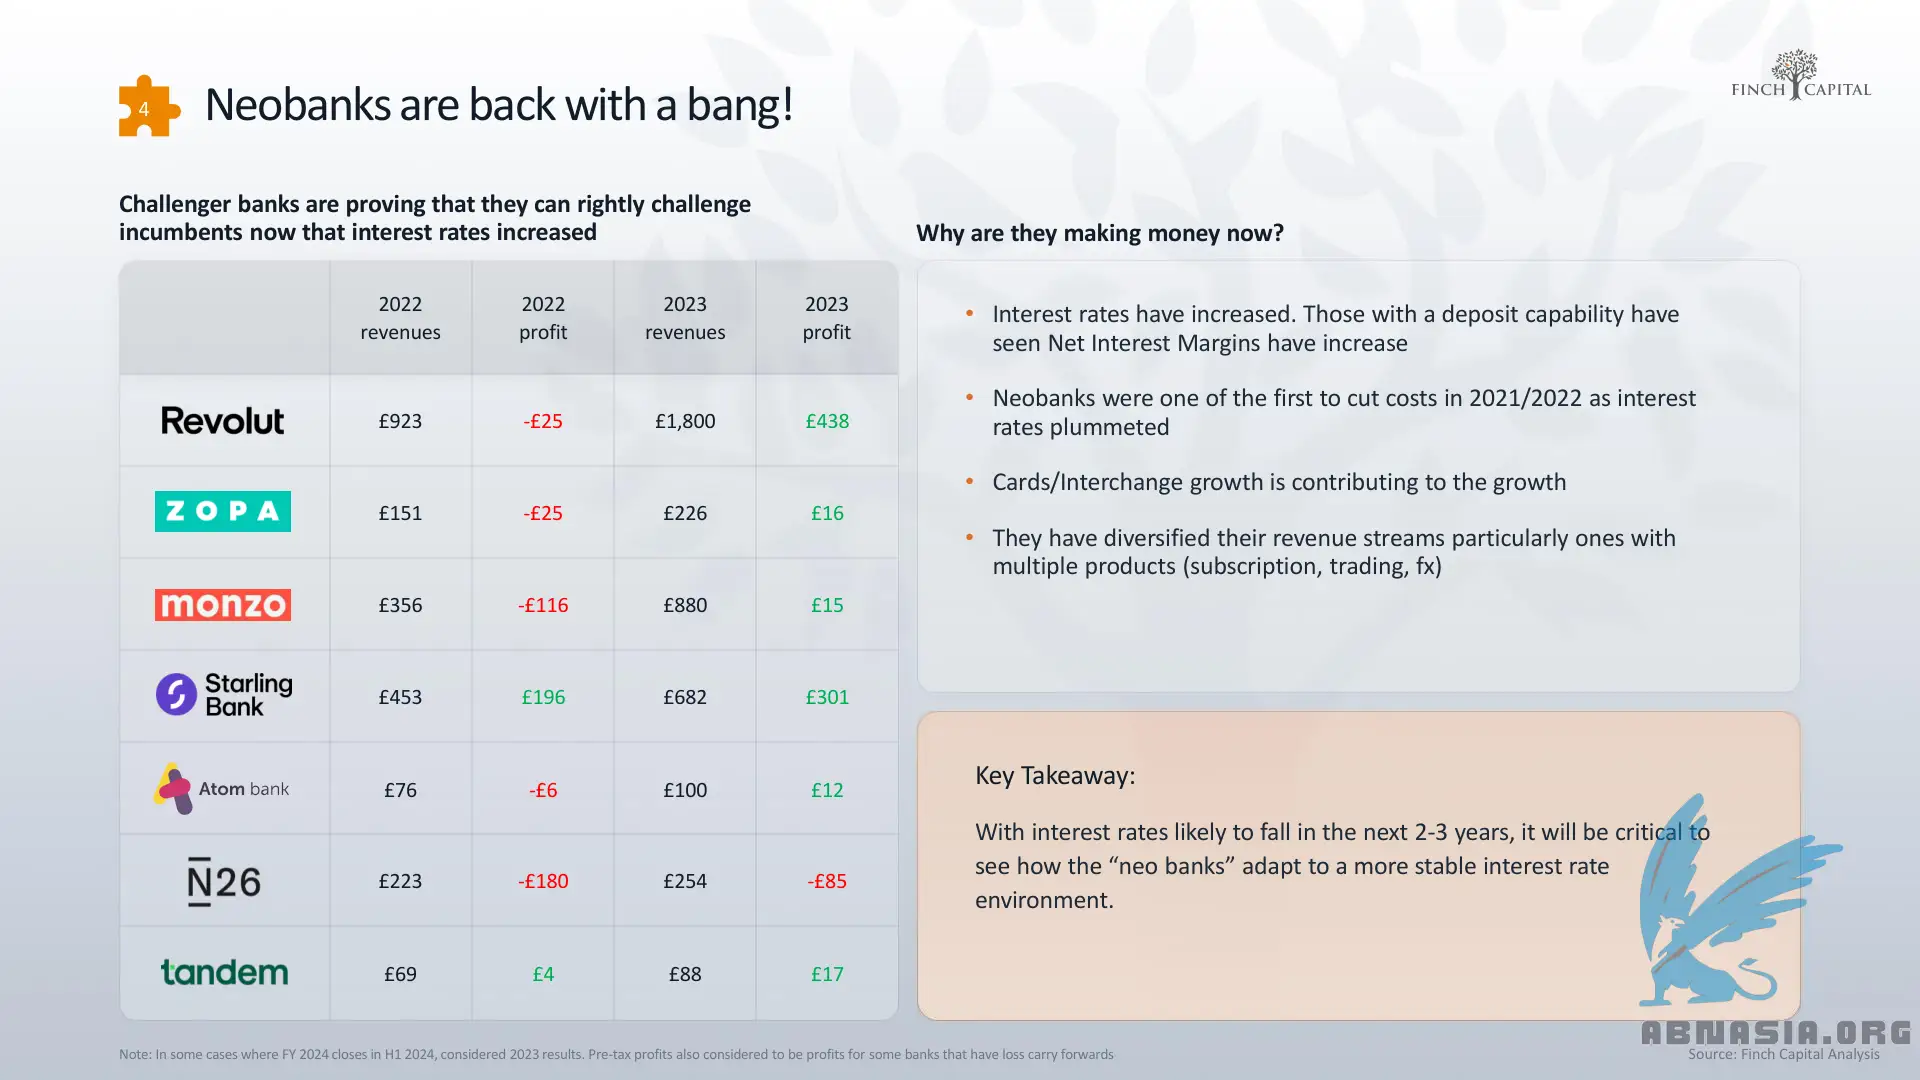 4
Neobanks are back with a bang!
FINCH CAPITAL
Challenger banks are proving that they can rightly challenge
incumbents now that interest rates increased
2022 revenues
2022 profit
2023 revenues
2023 profit
Revolut £923 -£25 £1,800 £438
ZOPA £151 -£25 £226 £16
monzo £356 -£116 £880 £15
Starling Bank £453 £196 £682 £301
Atom bank £76 -£6 £100 £12
N26 £223 -£180 £254 -£85
tandem £69 £4 £88 £17
Why are they making money now?
• Interest rates have increased. Those with a deposit capability have
seen Net Interest Margins have increase
• Neobanks were one of the first to cut costs in 2021/2022 as interest
rates plummeted
• Cards/Interchange growth is contributing to the growth
• They have diversified their revenue streams particularly ones with
multiple products (subscription, trading, fx)
Key Takeaway:
With interest rates likely to fall in the next 2-3 years, it will be critical to
see how the “neo banks” adapt to a more stable interest rate
environment.
ABNASIA.ORG
Note: In some cases where FY 2024 closes in H1 2024, considered 2023 results. Pre-tax profits also considered to be profits for some banks that have loss carry forwards
Source: Finch Capital Analysis